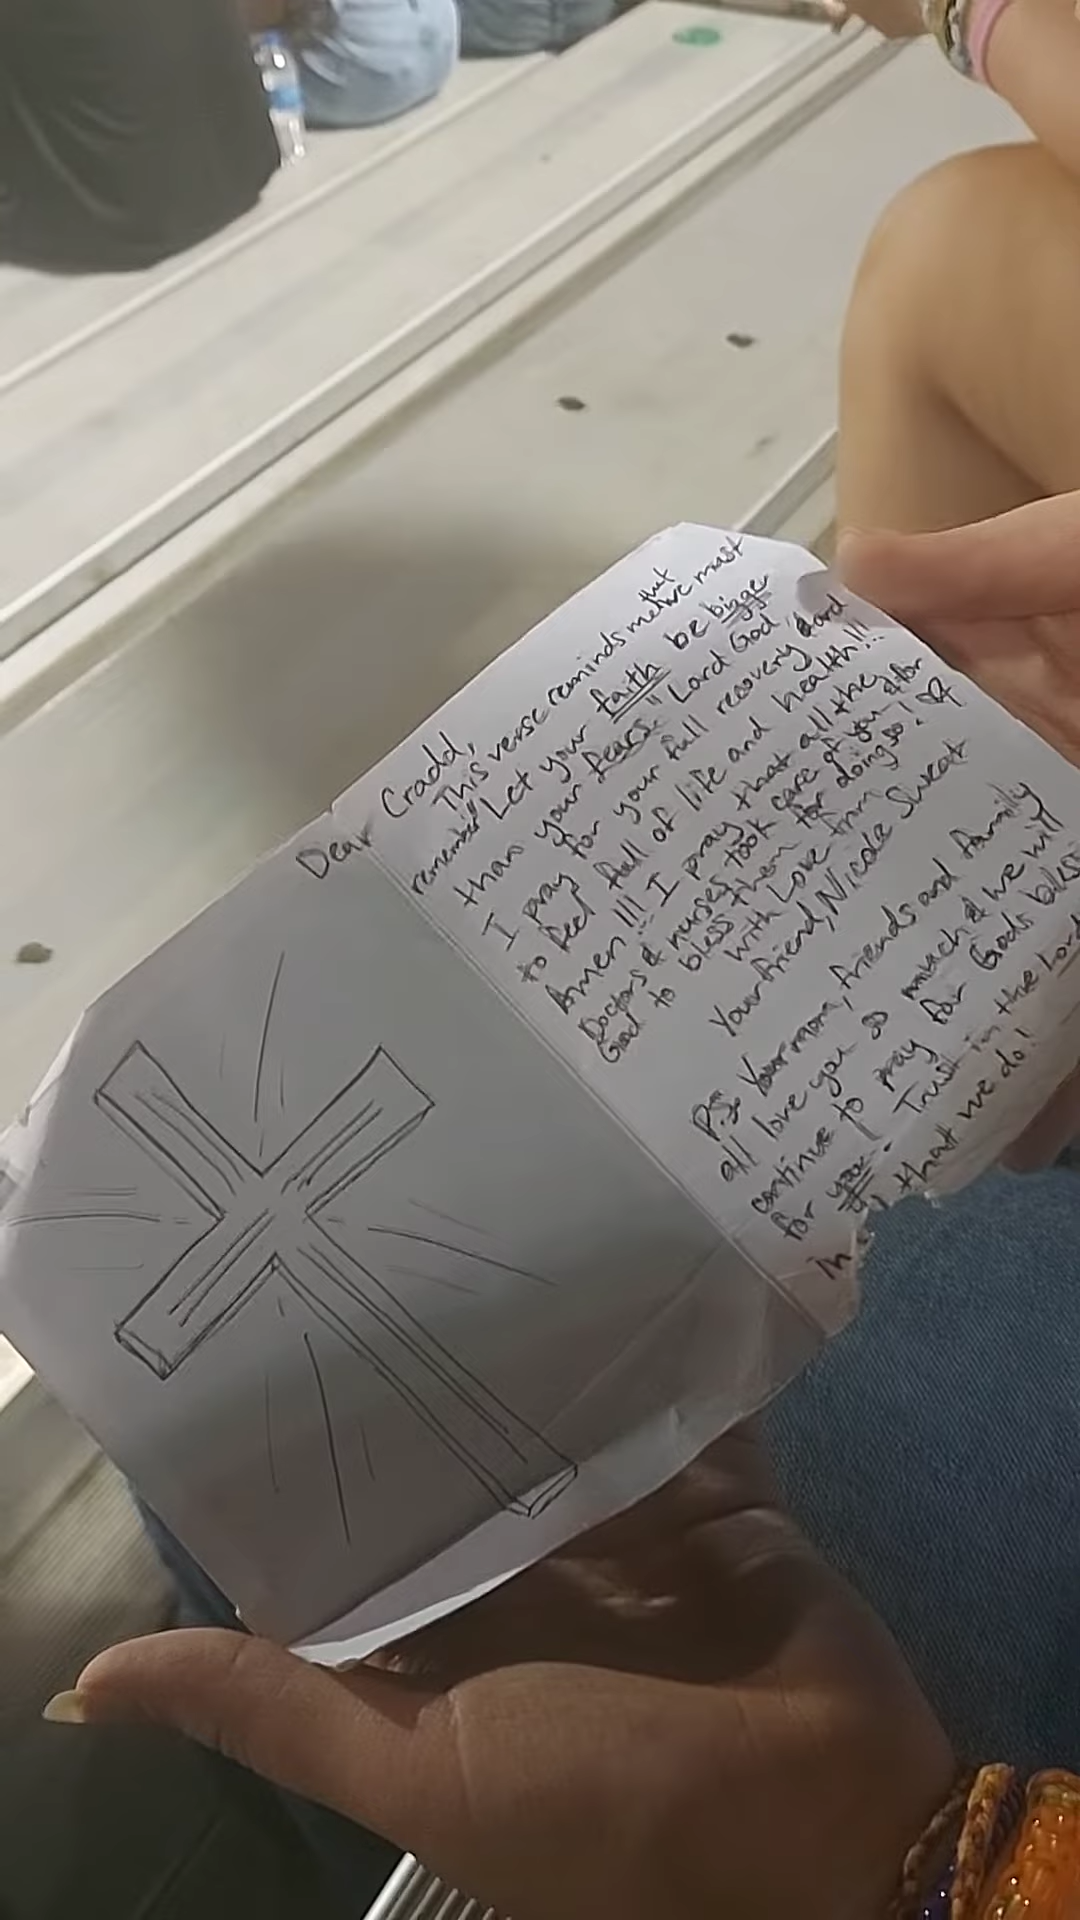 Dear Cradd,
This verse reminds me that we must
remember "Let your faith be bigge
than your fears" Lord God,
I pray for your full recovery and
to feel full of life and health!!!
Amen!!! I pray that all the
Doctors & nurses took care of you & for
God to bless them for doing so!
With Love from
Your friend, Nicole Sweat
P.S. Your mom, friends and family
all love you so much & we will
continue to pray for Gods bless
for you. Trust in the Lord
in that we do!